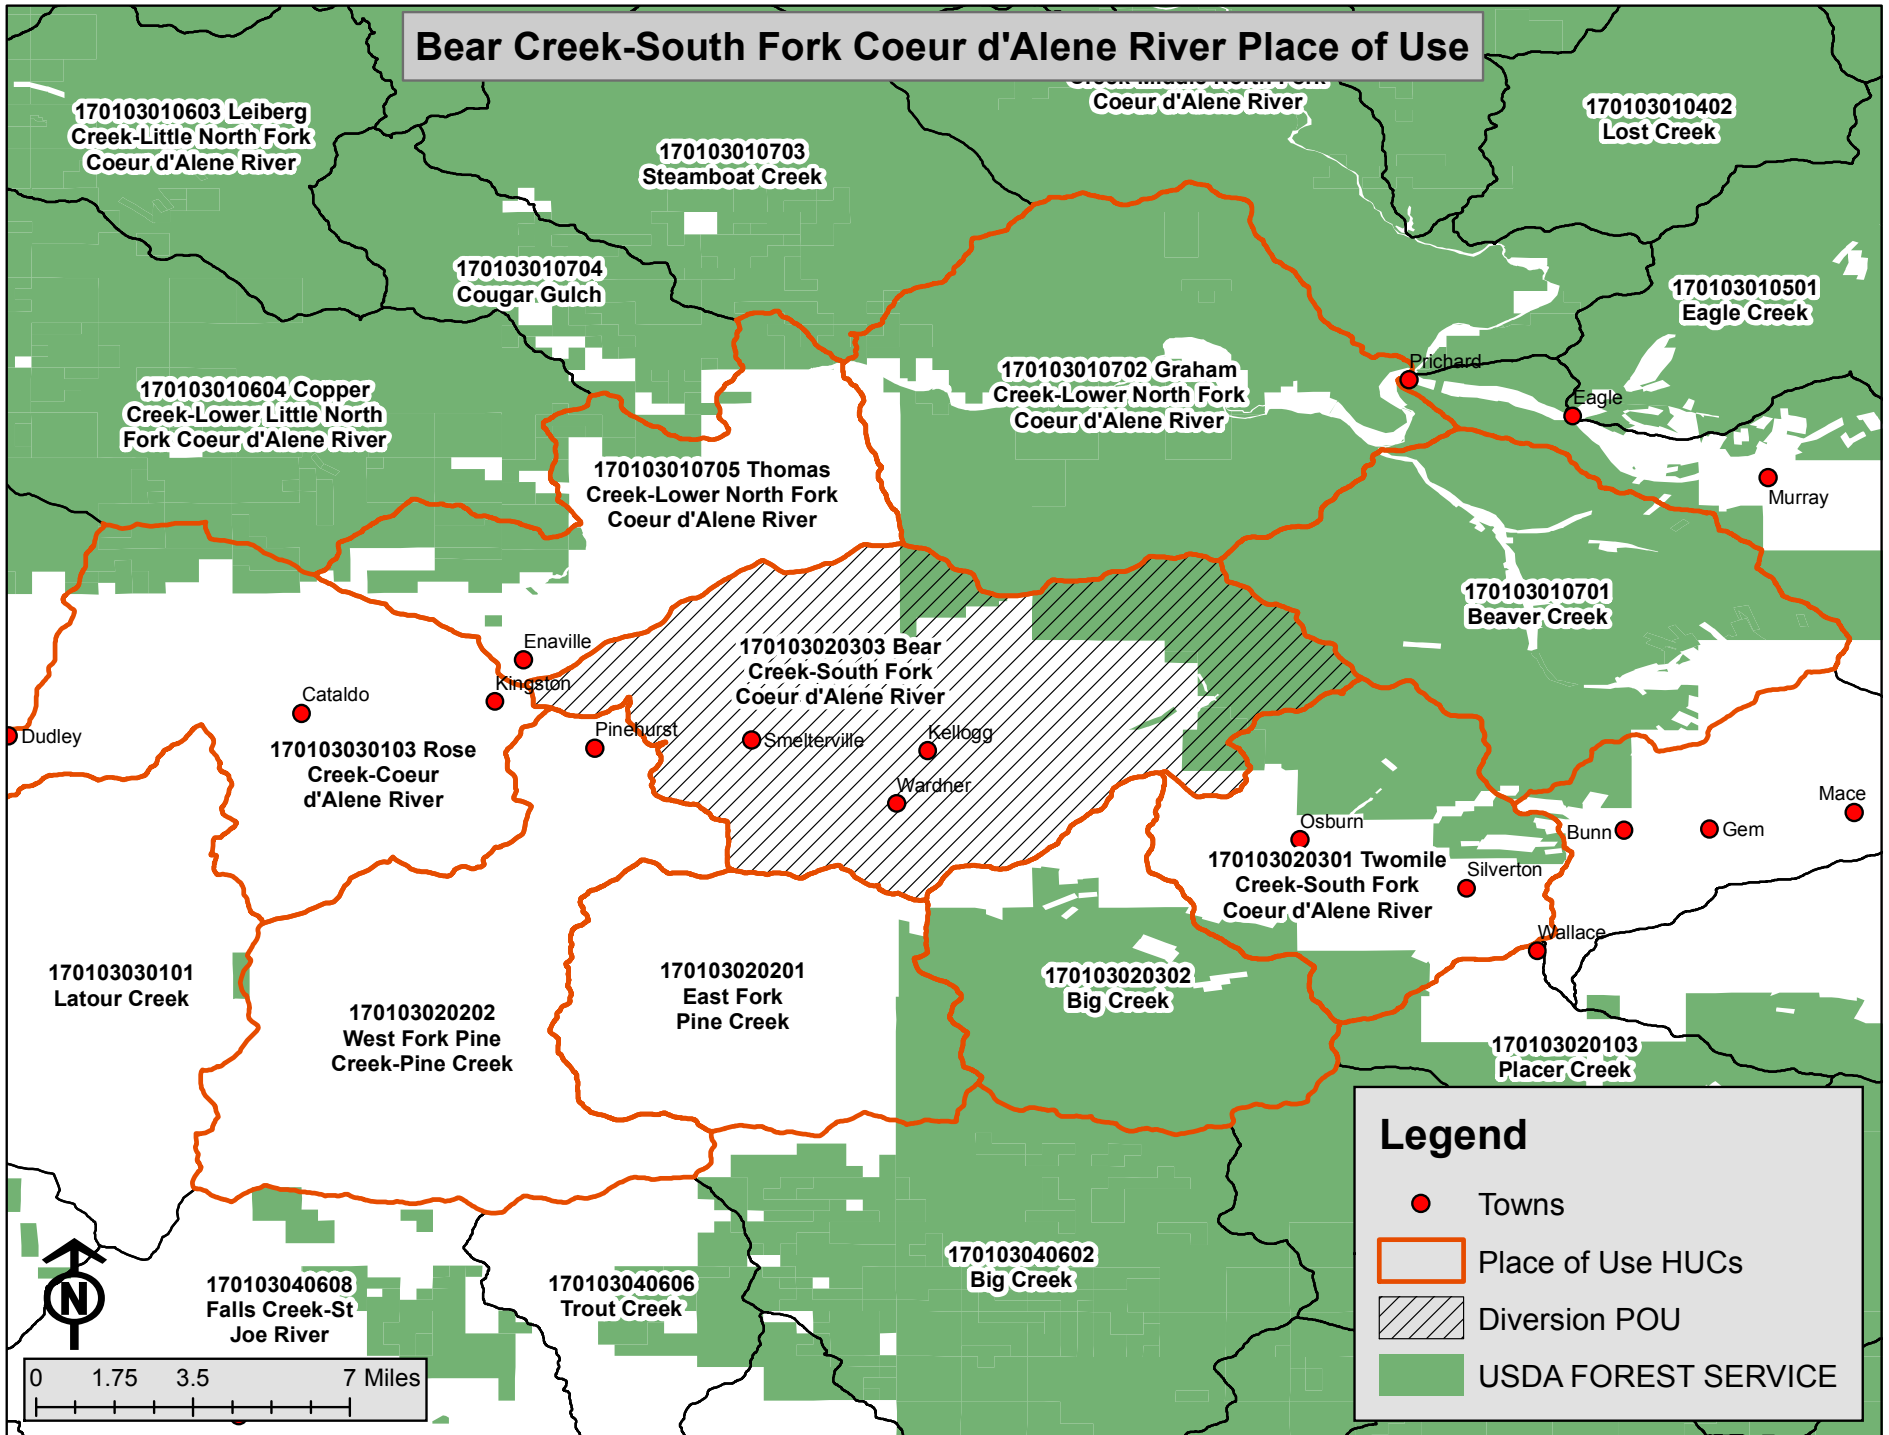 Bear Creek-South Fork Coeur d'Alene River Place of Use
Creek-Middle North Fork
Coeur d'Alene River
170103010603 Leiberg
Creek-Little North Fork
Coeur d'Alene River
170103010402
Lost Creek
170103010703
Steamboat Creek
170103010704
Cougar Gulch
170103010501
Eagle Creek
170103010604 Copper
Creek-Lower Little North
Fork Coeur d'Alene River
170103010702 Graham
Creek-Lower North Fork
Coeur d'Alene River
Prichard
Eagle
Murray
170103010705 Thomas
Creek-Lower North Fork
Coeur d'Alene River
170103010701
Beaver Creek
Enaville
Kingston
Cataldo
Dudley
170103020303 Bear
Creek-South Fork
Coeur d'Alene River
Pinehurst
Smelterville
Kellogg
Wardner
170103030103 Rose
Creek-Coeur
d'Alene River
Mace
Bunn
Gem
Osburn
170103020301 Twomile
Creek-South Fork
Coeur d'Alene River
Silverton
Wallace
170103030101
Latour Creek
170103020202
West Fork Pine
Creek-Pine Creek
170103020201
East Fork
Pine Creek
170103020302
Big Creek
170103020103
Placer Creek
170103040608
Falls Creek-St
Joe River
170103040606
Trout Creek
170103040602
Big Creek
N
0 1.75 3.5 7 Miles
Legend
Towns
Place of Use HUCs
Diversion POU
USDA FOREST SERVICE